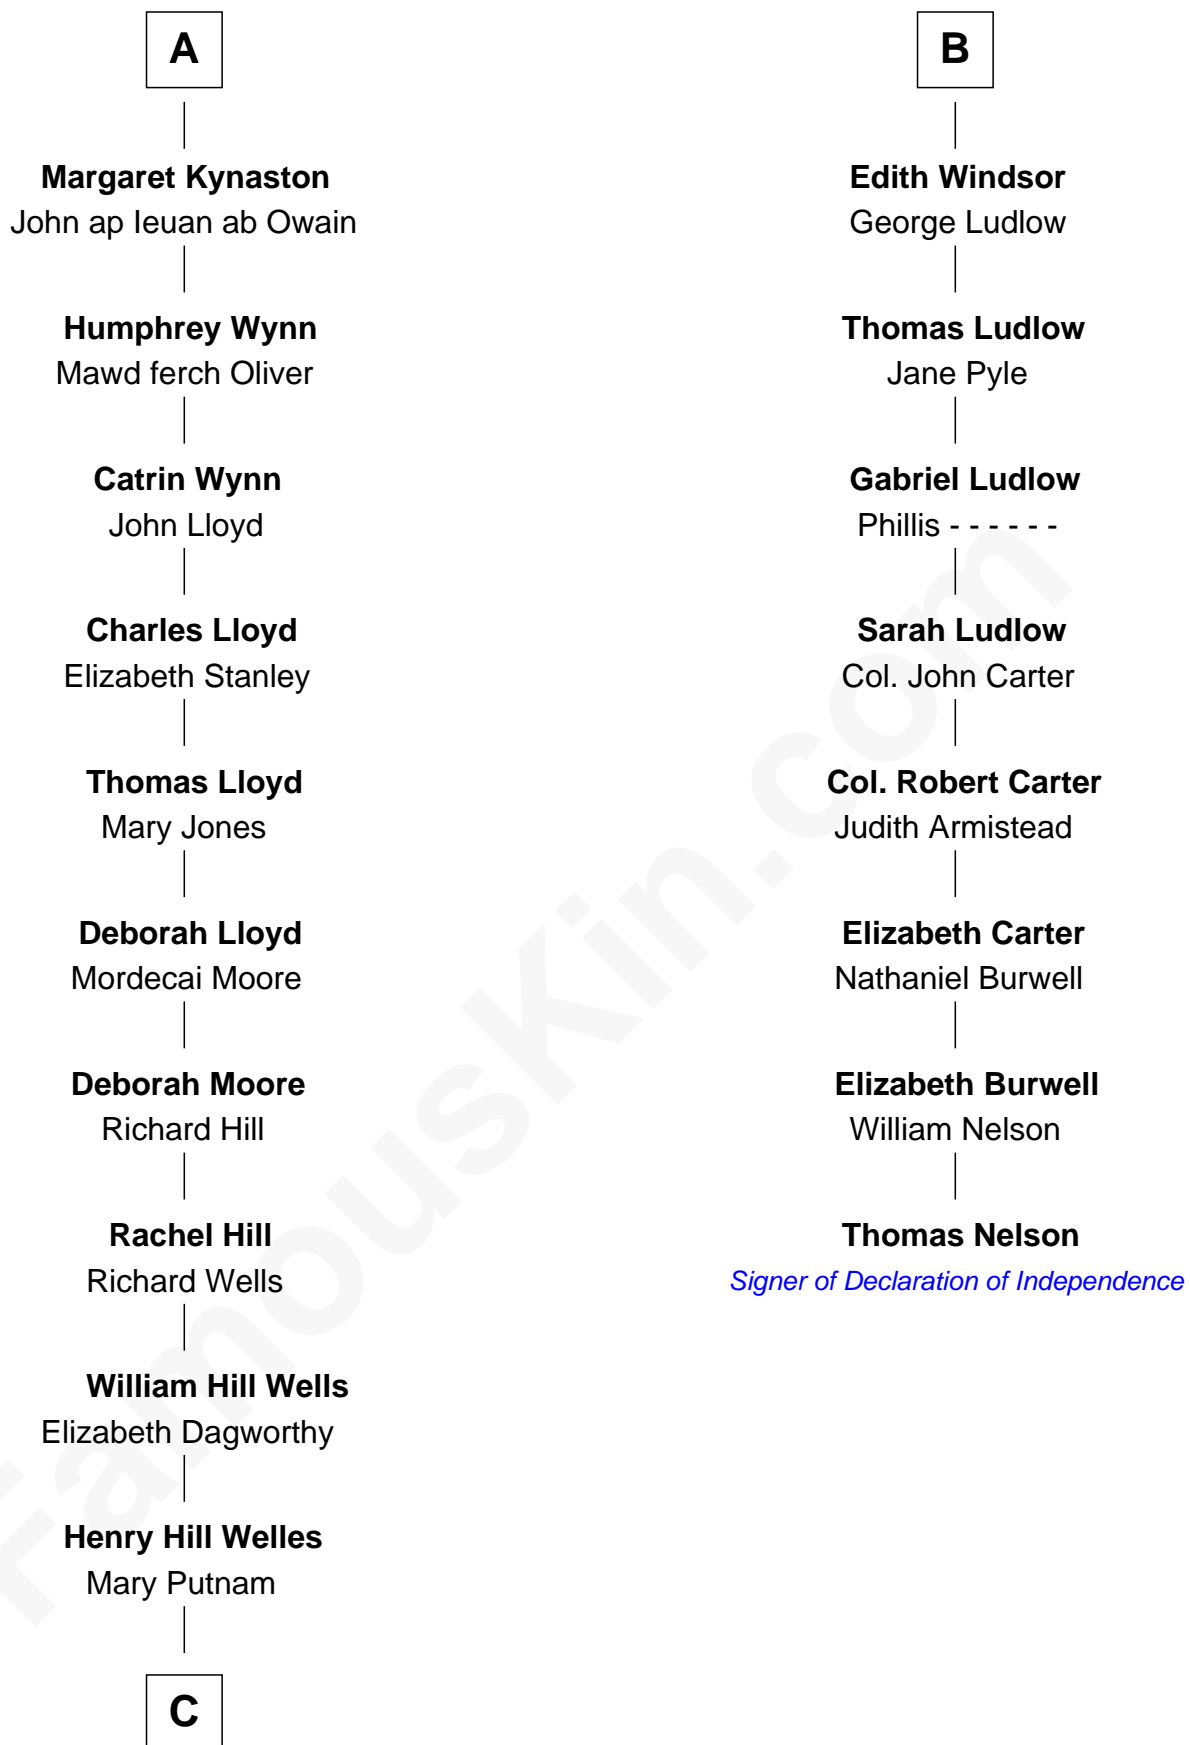 A
Margaret Kynaston
John ap Ieuan ab Owain
Humphrey Wynn
Mawd ferch Oliver
Catrin Wynn
John Lloyd
Charles Lloyd
Elizabeth Stanley
Thomas Lloyd
Mary Jones
Deborah Lloyd
Mordecai Moore
Deborah Moore
Richard Hill
Rachel Hill
Richard Wells
William Hill Wells
Elizabeth Dagworthy
Henry Hill Welles
Mary Putnam
C
B
Edith Windsor
George Ludlow
Thomas Ludlow
Jane Pyle
Gabriel Ludlow
Phillis - - - - - -
Sarah Ludlow
Col. John Carter
Col. Robert Carter
Judith Armistead
Elizabeth Carter
Nathaniel Burwell
Elizabeth Burwell
William Nelson
Thomas Nelson
Signer of Declaration of Independence
FamousKin.com